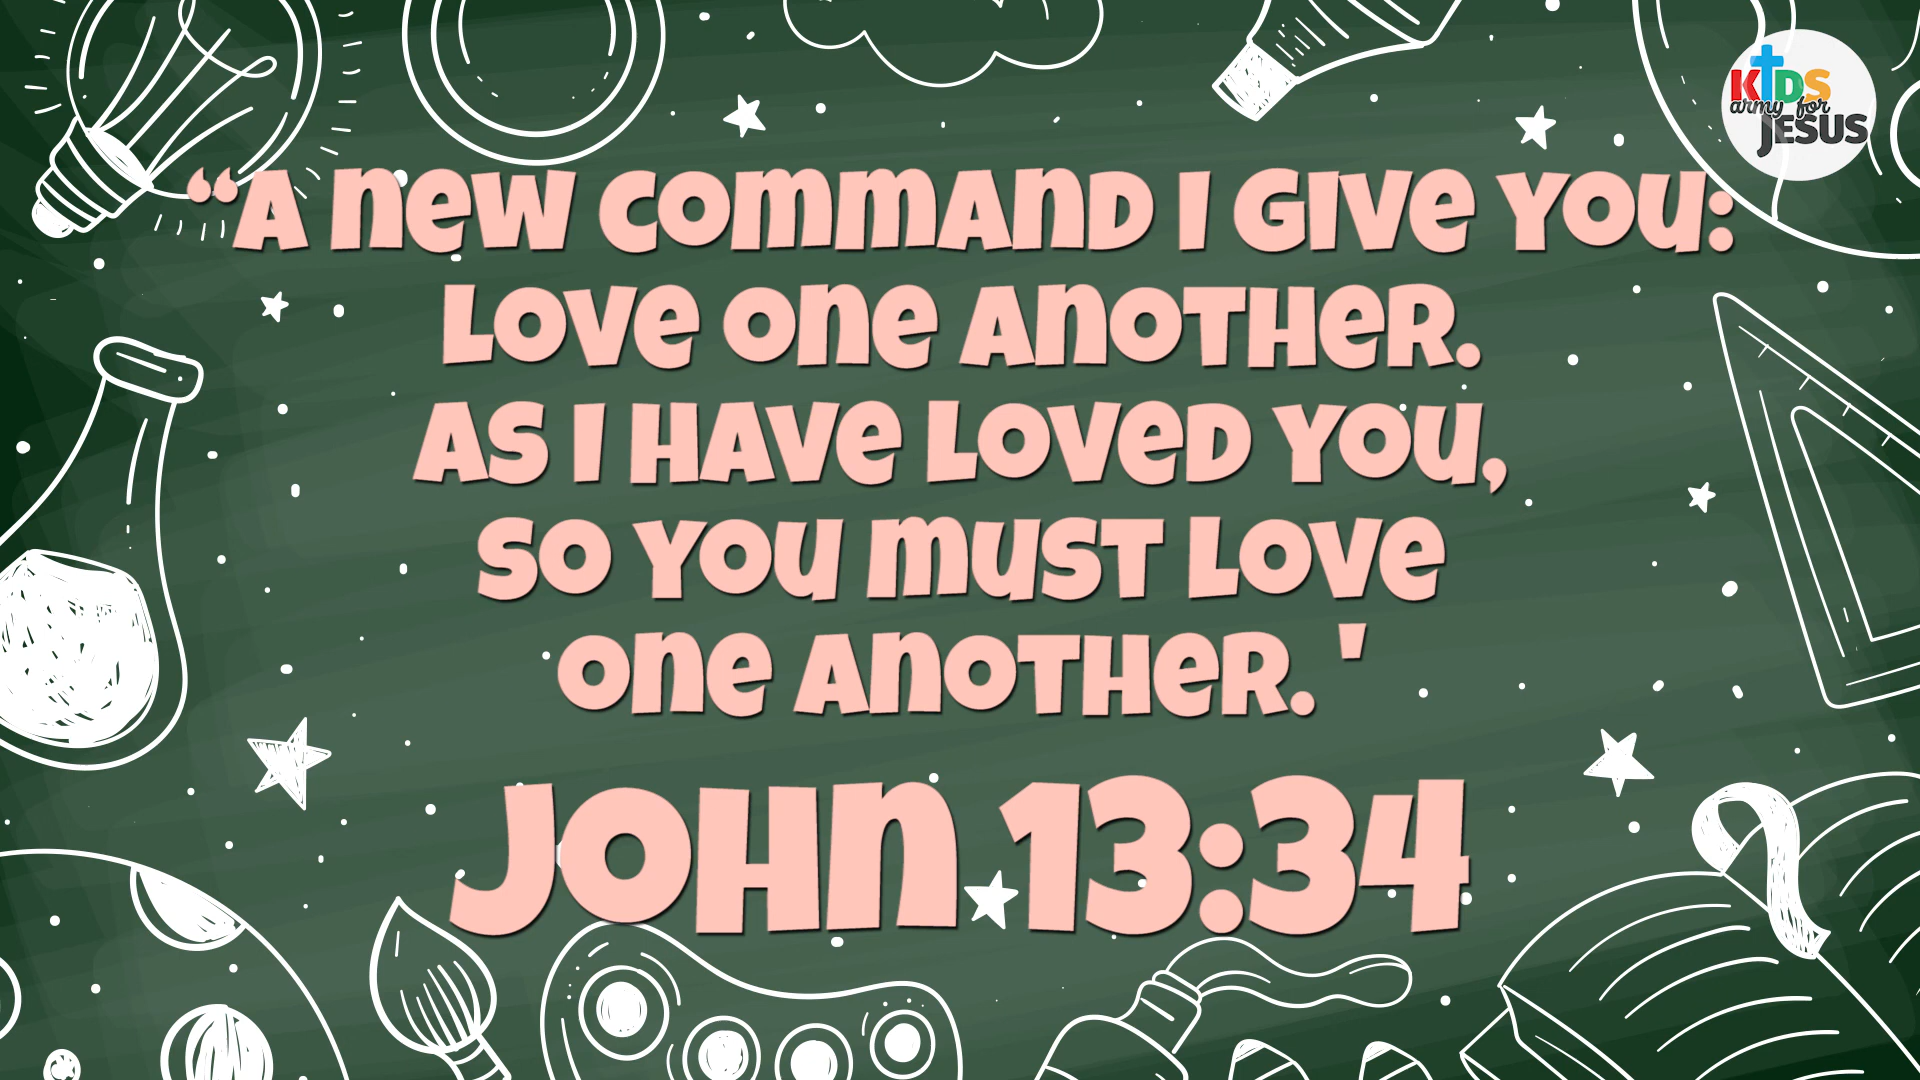 KIDS
army for
JESUS
“A new command I give you:
Love one another.
As I have loved you,
so you must love
one another. '
John 13:34